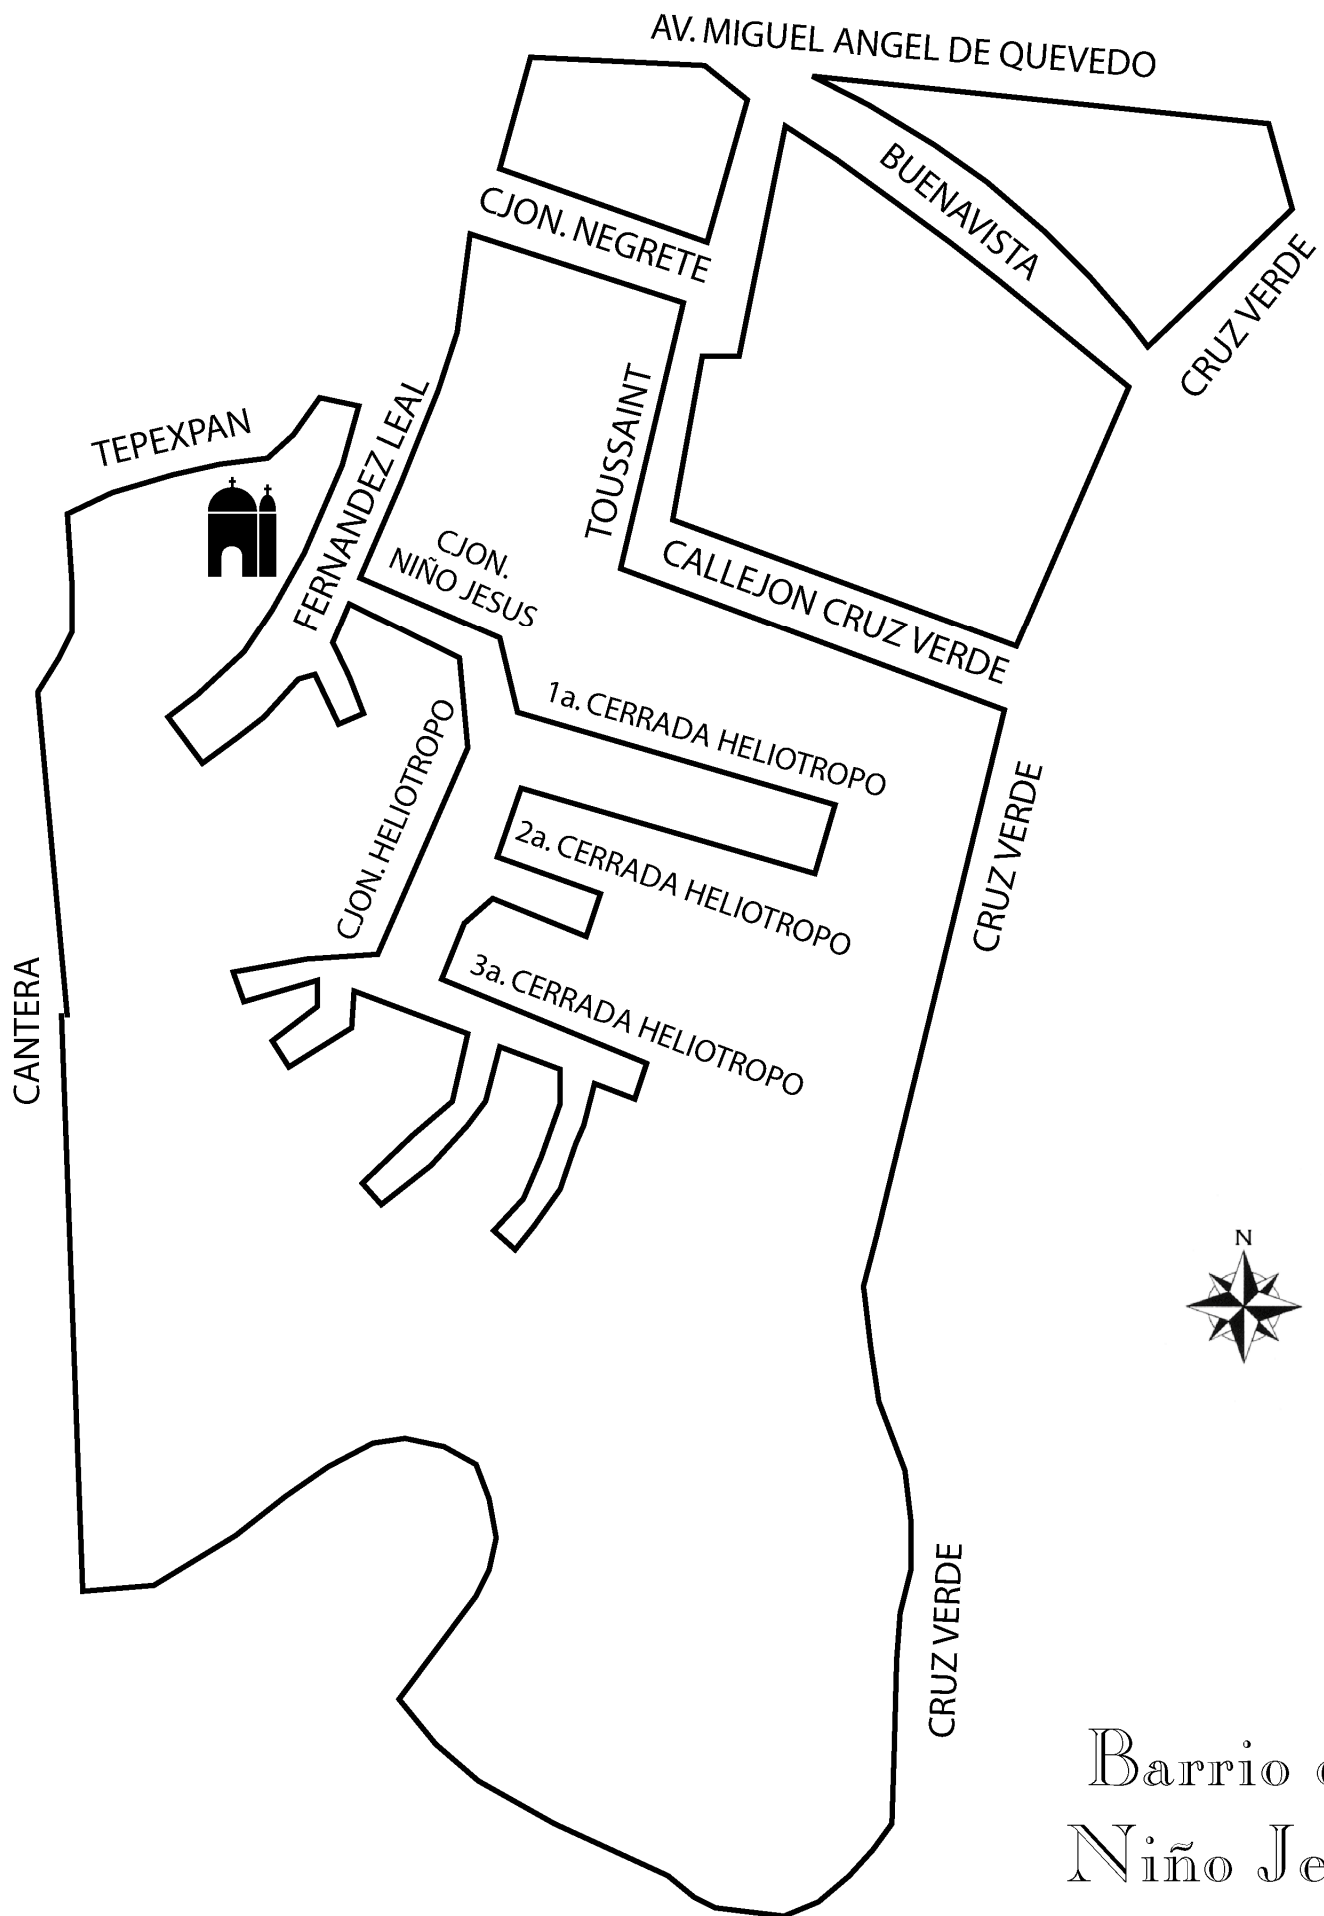 AV. MIGUEL ANGEL DE QUEVEDO
BUENAVISTA
CJON. NEGRETE
CRUZ VERDE
TEPEXPAN
FERNANDEZ LEAL
TOUSSAINT
CJON.
NIÑO JESUS
CALLEJON CRUZ VERDE
1a. CERRADA HELIOTROPO
CJON. HELIOTROPO
2a. CERRADA HELIOTROPO
CRUZ VERDE
3a. CERRADA HELIOTROPO
CANTERA
N
CRUZ VERDE
Barrio
Niño